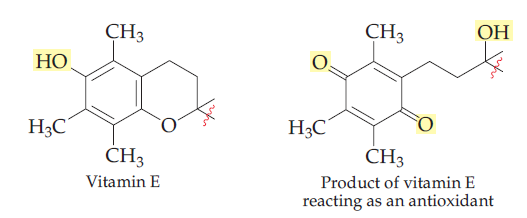 CH₃
HO
H₃C
O
CH₃
Vitamin E
CH₃
OH
O
H₃C
O
CH₃
Product of vitamin E
reacting as an antioxidant